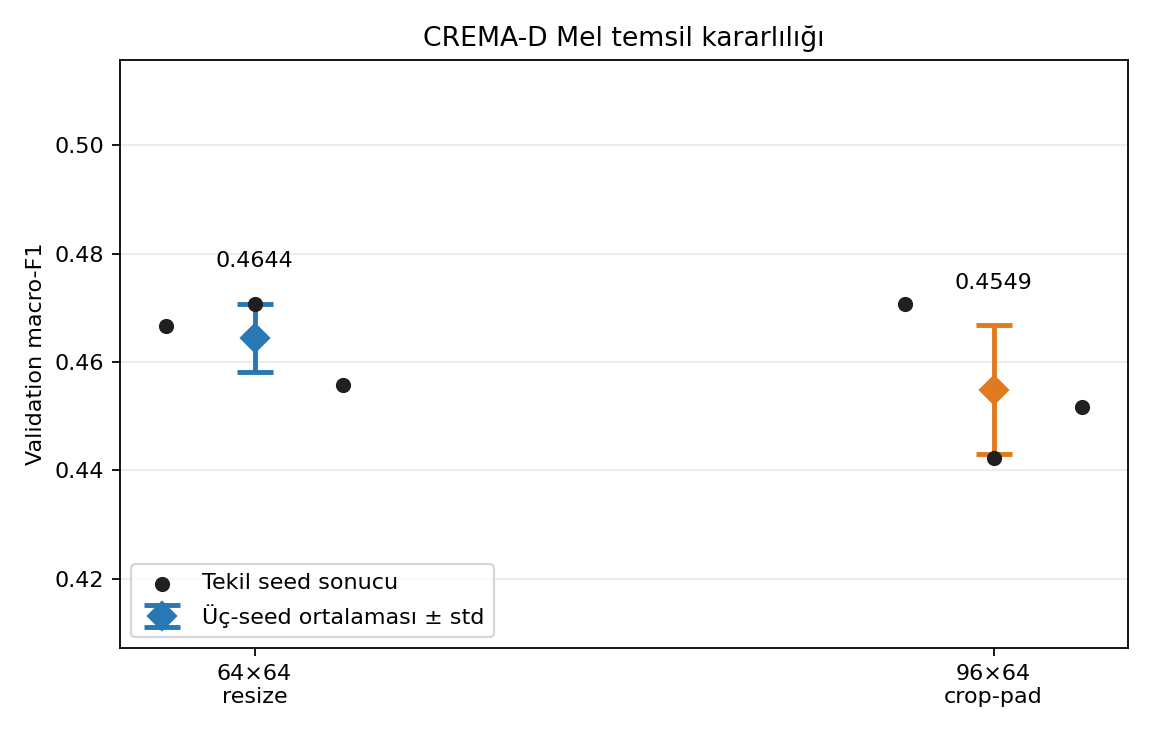 CREMA-D Mel temsil kararlılığı
Validation macro-F1
0.50
0.48
0.46
0.44
0.42
0.4644
0.4549
Tekil seed sonucu
Üç-seed ortalaması ± std
64×64
resize
96×64
crop-pad